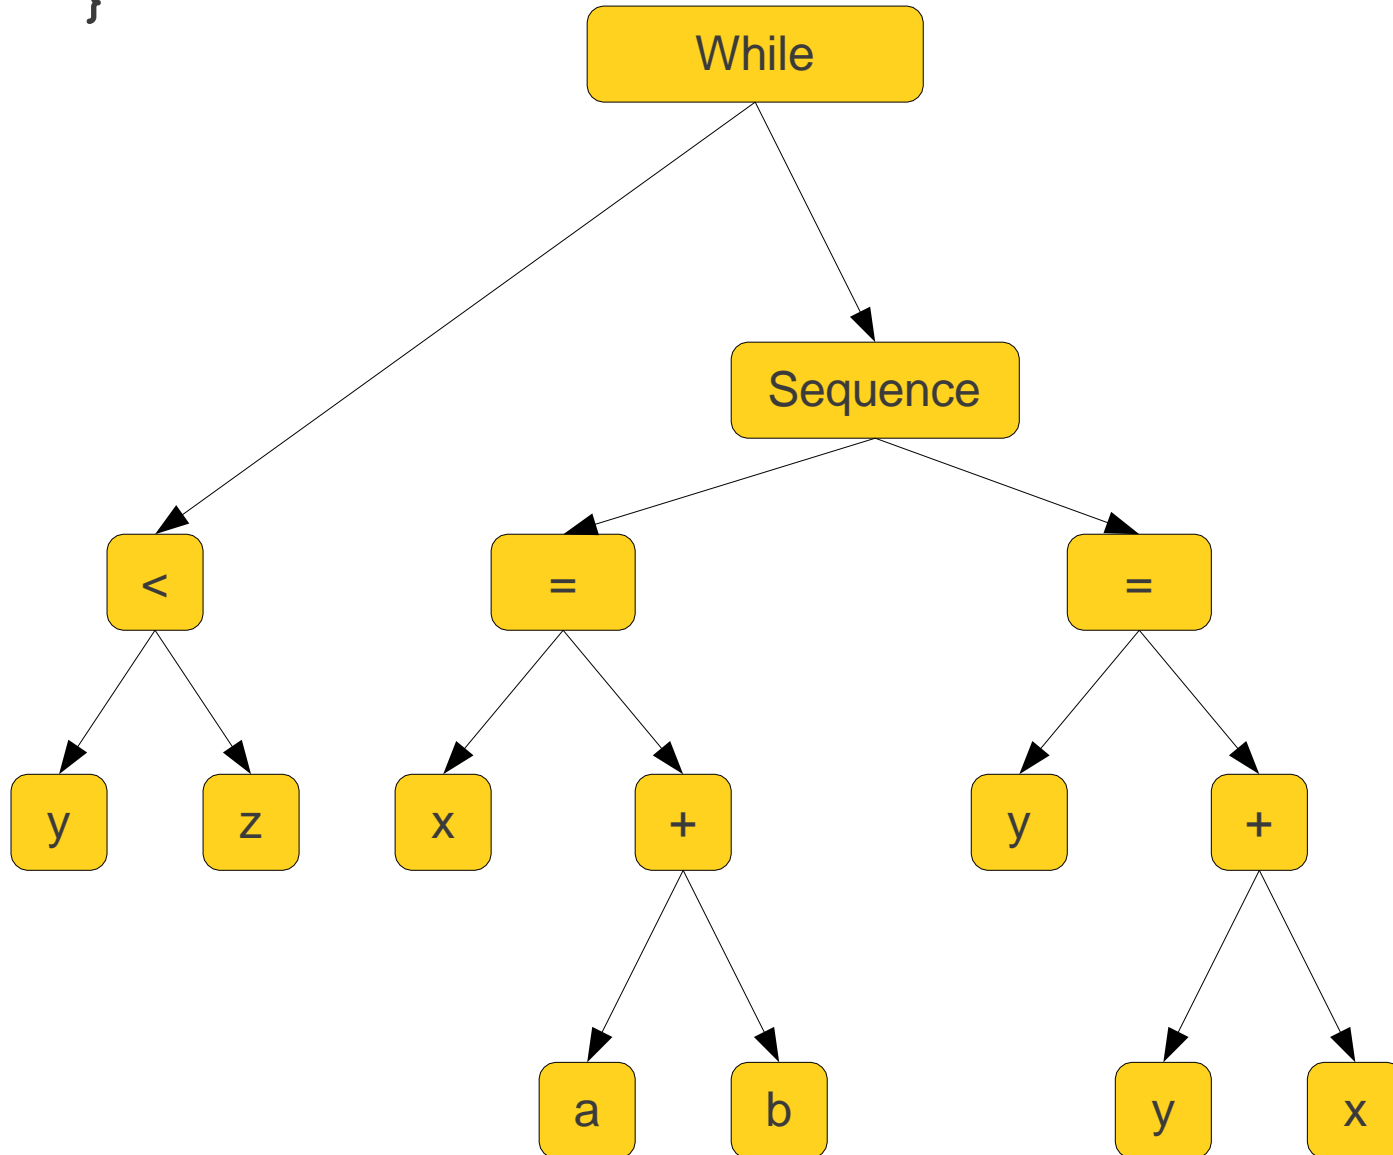 }
While
Sequence
< = =
y z x + y +
a b y x